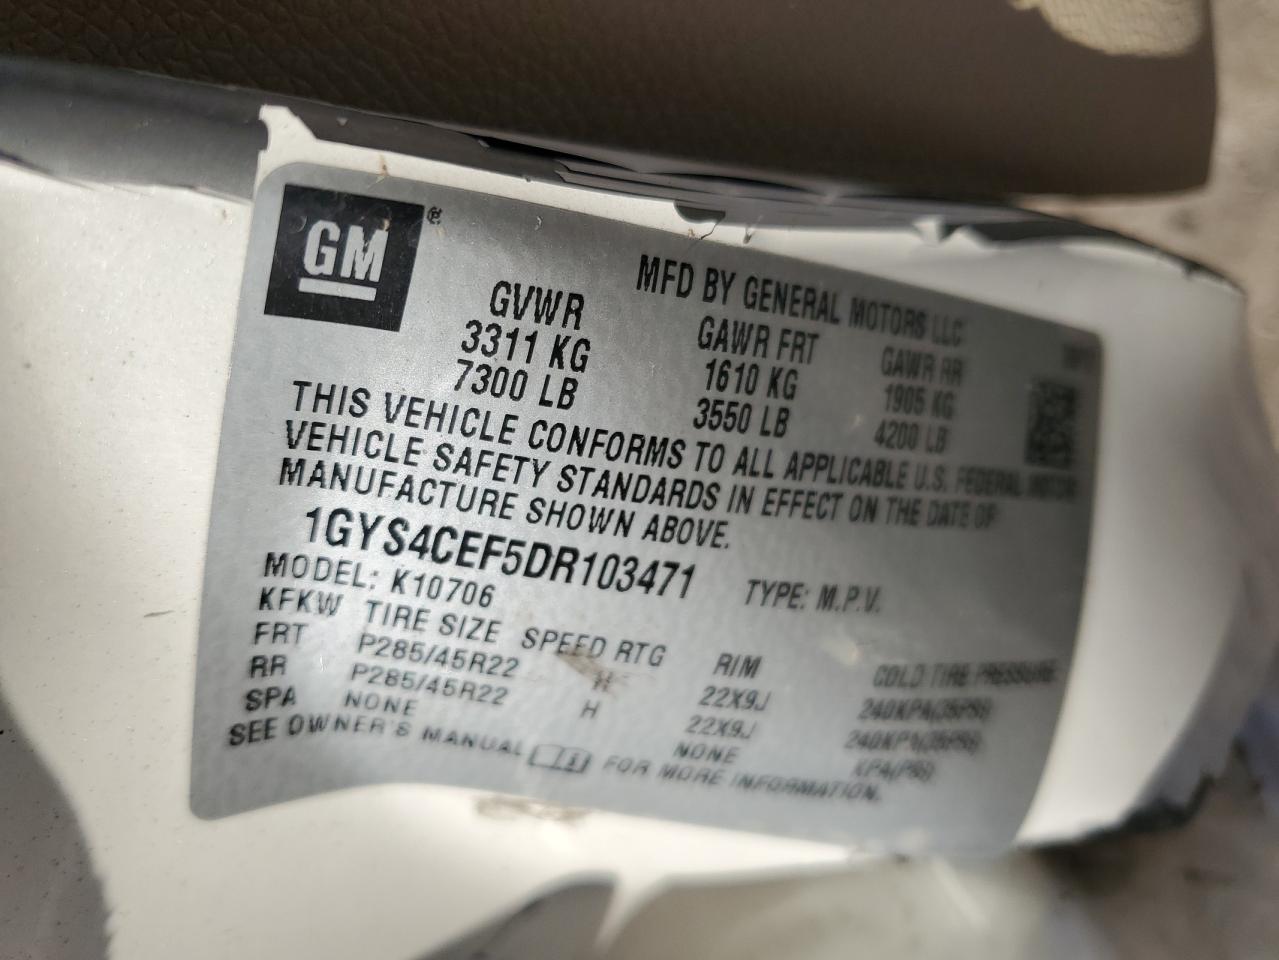 GM ®
MFD BY GENERAL MOTORS LLC
GVWR GAWR FRT GAWR RR
3311 KG 1610 KG 1905 KG
7300 LB 3550 LB 4200 LB
THIS VEHICLE CONFORMS TO ALL APPLICABLE U.S. FEDERAL MOTOR
VEHICLE SAFETY STANDARDS IN EFFECT ON THE DATE OF
MANUFACTURE SHOWN ABOVE.
1GYS4CEF5DR103471 TYPE: M.P.V.
MODEL: K10706
KFKW TIRE SIZE SPEED RTG RIM COLD TIRE PRESSURE
FRT P285/45R22 H 22X9J 240KPA(35PSI)
RR P285/45R22 H 22X9J 240KPA(35PSI)
SPA NONE NONE KPA(PSI)
SEE OWNER'S MANUAL FOR MORE INFORMATION.